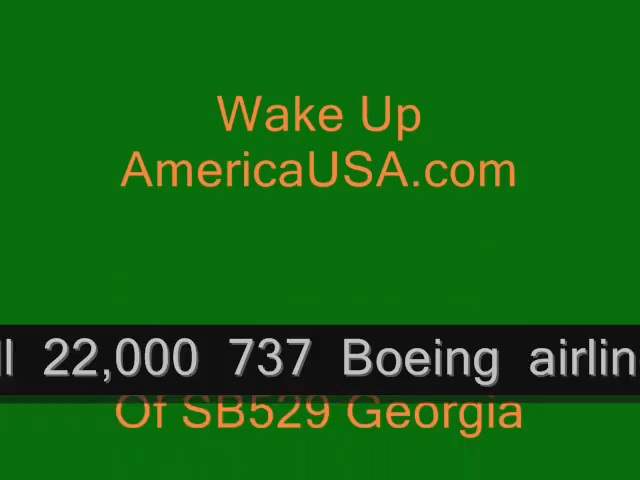 Wake Up
AmericaUSA.com
22,000 737 Boeing
Of SB529 Georgia